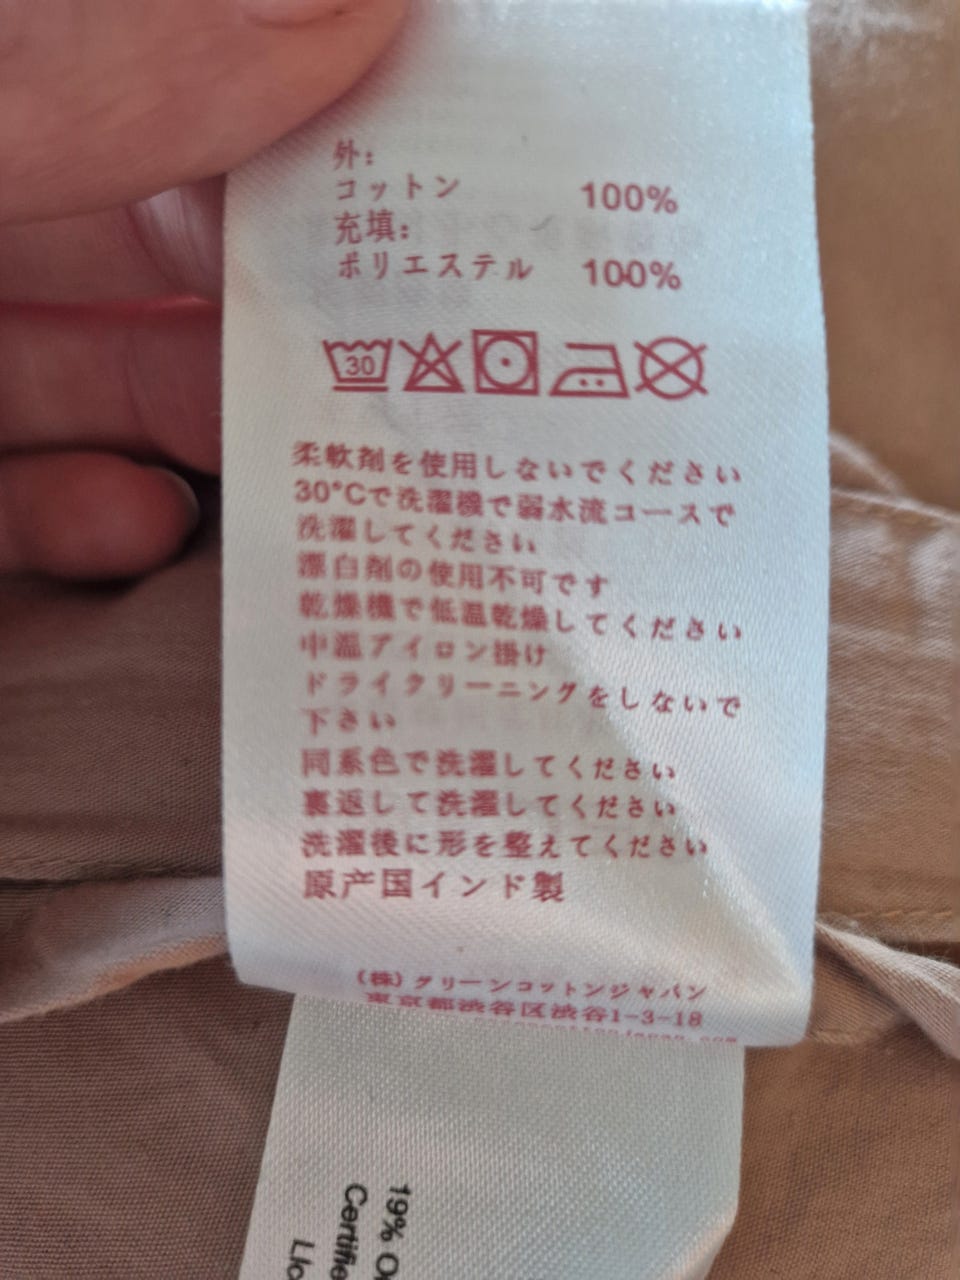 外:
コットン 100%
充填:
ポリエステル 100%
30
柔軟剤を使用しないでください
30°Cで洗濯機で弱水流コースで
洗濯してください
漂白剤の使用不可です
乾燥機で低温乾燥してください
中温アイロン掛け
ドライクリーニングをしないで
下さい
同系色で洗濯してください
裏返して洗濯してください
洗濯後に形を整えてください
原产国インド製
(株)グリーンコットンジャパン
東京都渋谷区渋谷1-3-18
19%